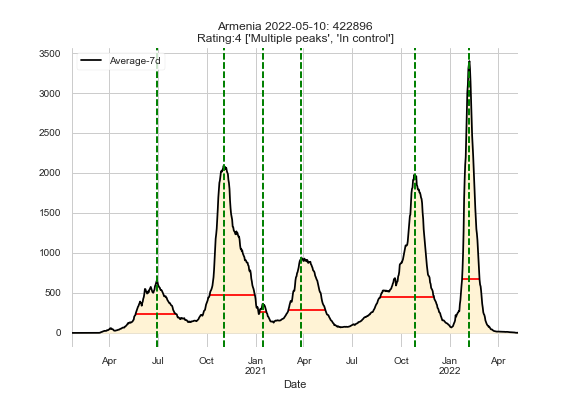 Armenia 2022-05-10: 422896
Rating:4 ['Multiple peaks', 'In control']
Average-7d
3500
3000
2500
2000
1500
1000
500
0
Apr Jul Oct Jan Apr Jul Oct Jan Apr
2021 2022
Date